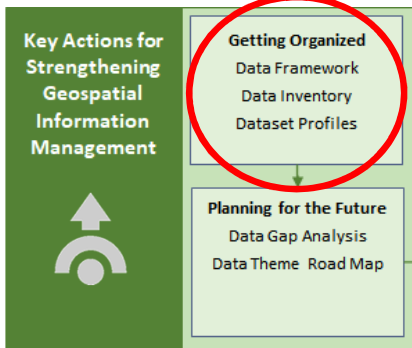 Key Actions for
Strengthening
Geospatial
Information
Management
Getting Organized
Data Framework
Data Inventory
Dataset Profiles
Planning for the Future
Data Gap Analysis
Data Theme Road Map